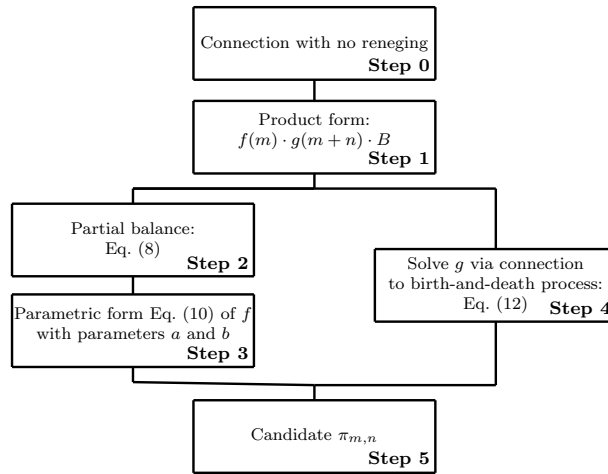 Connection with no reneging
Step 0
Product form:
f(m) · g(m + n) · B
Step 1
Partial balance:
Eq. (8)
Step 2
Parametric form Eq. (10) of f
with parameters a and b
Step 3
Solve g via connection
to birth-and-death process:
Eq. (12)
Step 4
Candidate πm,n
Step 5